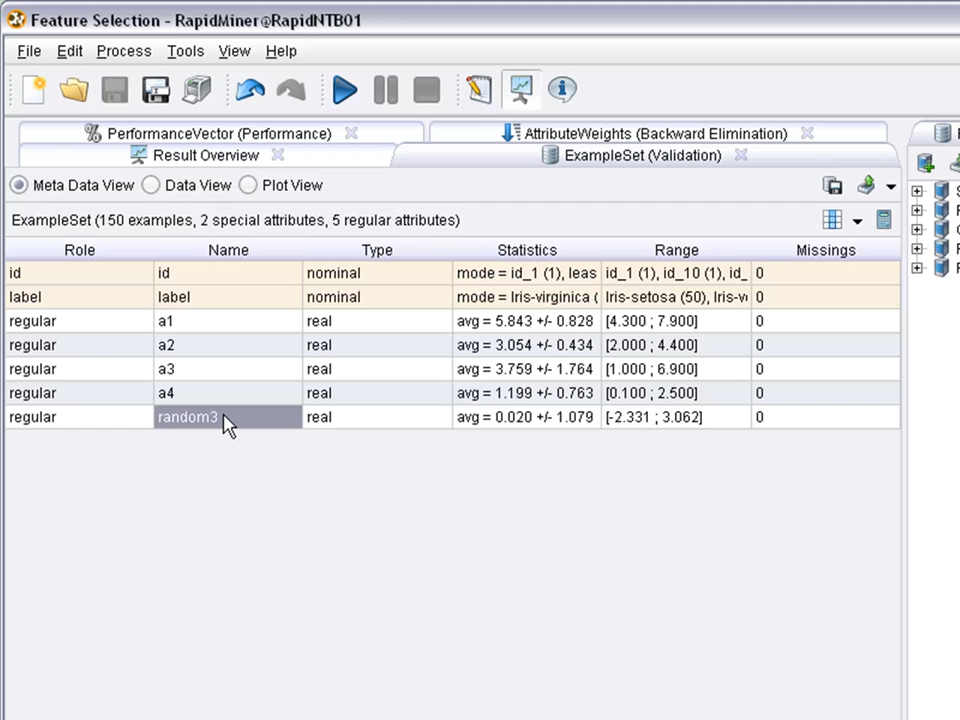 Feature Selection - RapidMiner@RapidNTB01
File Edit Process Tools View Help
PerformanceVector (Performance) AttributeWeights (Backward Elimination)
Result Overview ExampleSet (Validation)
Meta Data View Data View Plot View
ExampleSet (150 examples, 2 special attributes, 5 regular attributes)
Role Name Type Statistics Range Missings
id id nominal mode = id_1 (1), leas id_1 (1), id_10 (1), id_ 0
label label nominal mode = Iris-virginica ( Iris-setosa (50), Iris-v 0
regular a1 real avg = 5.843 +/- 0.828 [4.300 ; 7.900] 0
regular a2 real avg = 3.054 +/- 0.434 [2.000 ; 4.400] 0
regular a3 real avg = 3.759 +/- 1.764 [1.000 ; 6.900] 0
regular a4 real avg = 1.199 +/- 0.763 [0.100 ; 2.500] 0
regular random3 real avg = 0.020 +/- 1.079 [-2.331 ; 3.062] 0